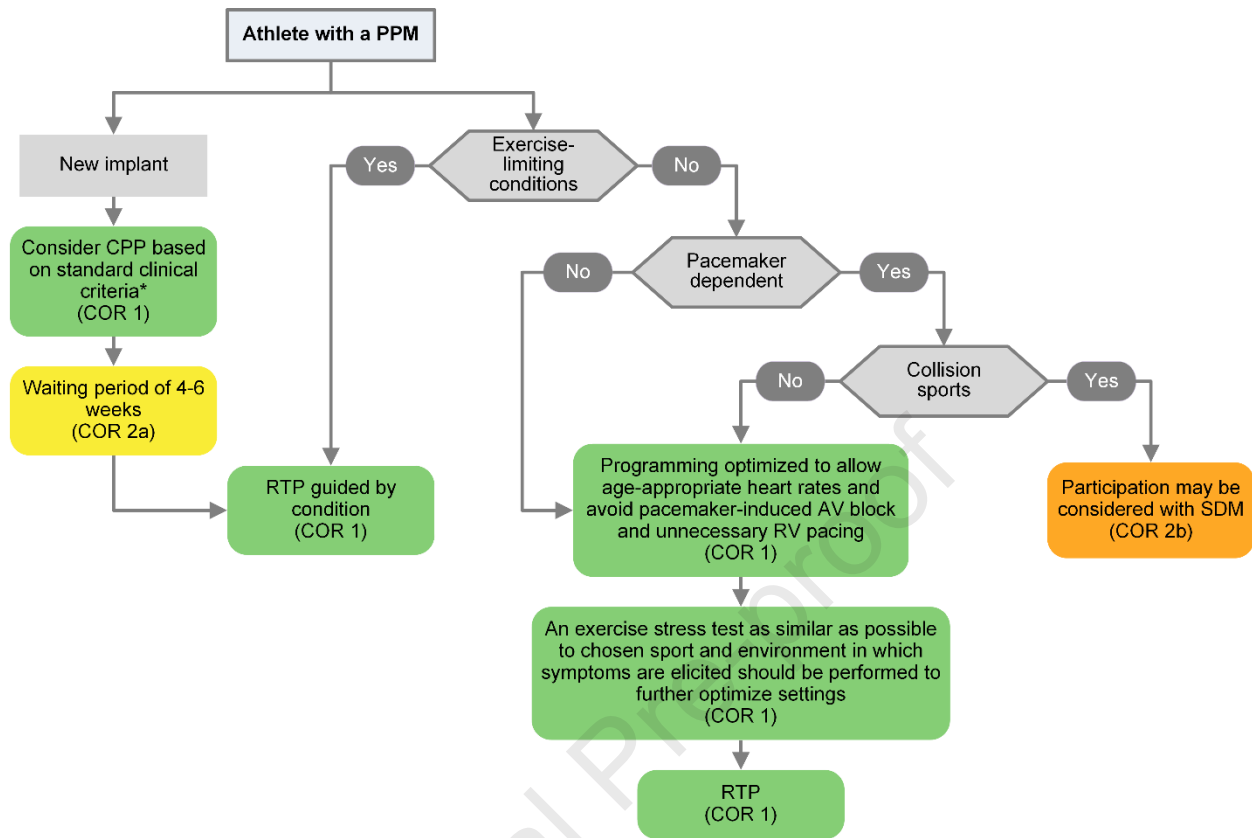 Athlete with a PPM
New implant
Exercise-
limiting
conditions
Yes
No
Consider CPP based
on standard clinical
criteria*
(COR 1)
Pacemaker
dependent
No
Yes
Waiting period of 4-6
weeks
(COR 2a)
Collision
sports
No
Yes
RTP guided by
condition
(COR 1)
Programming optimized to allow
age-appropriate heart rates and
avoid pacemaker-induced AV block
and unnecessary RV pacing
(COR 1)
Participation may be
considered with SDM
(COR 2b)
An exercise stress test as similar as possible
to chosen sport and environment in which
symptoms are elicited should be performed to
further optimize settings
(COR 1)
RTP
(COR 1)
al Pre-proof